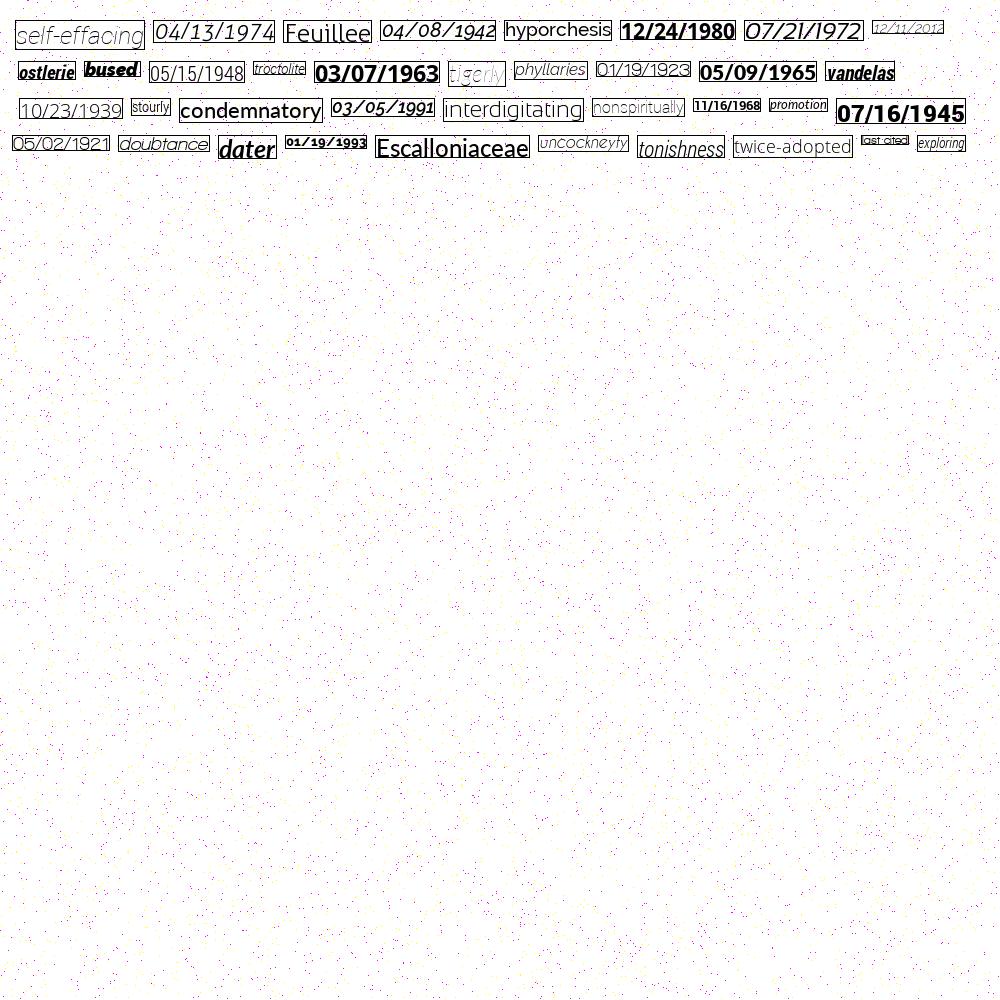 self-effacing 04/13/1974 Feuillee 04/08/1942 hyporchesis 12/24/1980 07/21/1972 12/11/2012
ostlerie bused 05/15/1948 troctolite 03/07/1963 tigerly phyllaries 01/19/1923 05/09/1965 vandelas
10/23/1939 stourly condemnatory 03/05/1991 interdigitating nonspiritually 11/16/1968 promotion 07/16/1945
05/02/1921 doubtance dater 01/19/1993 Escalloniaceae uncockneyfy tonishness twice-adopted last-cited exploring